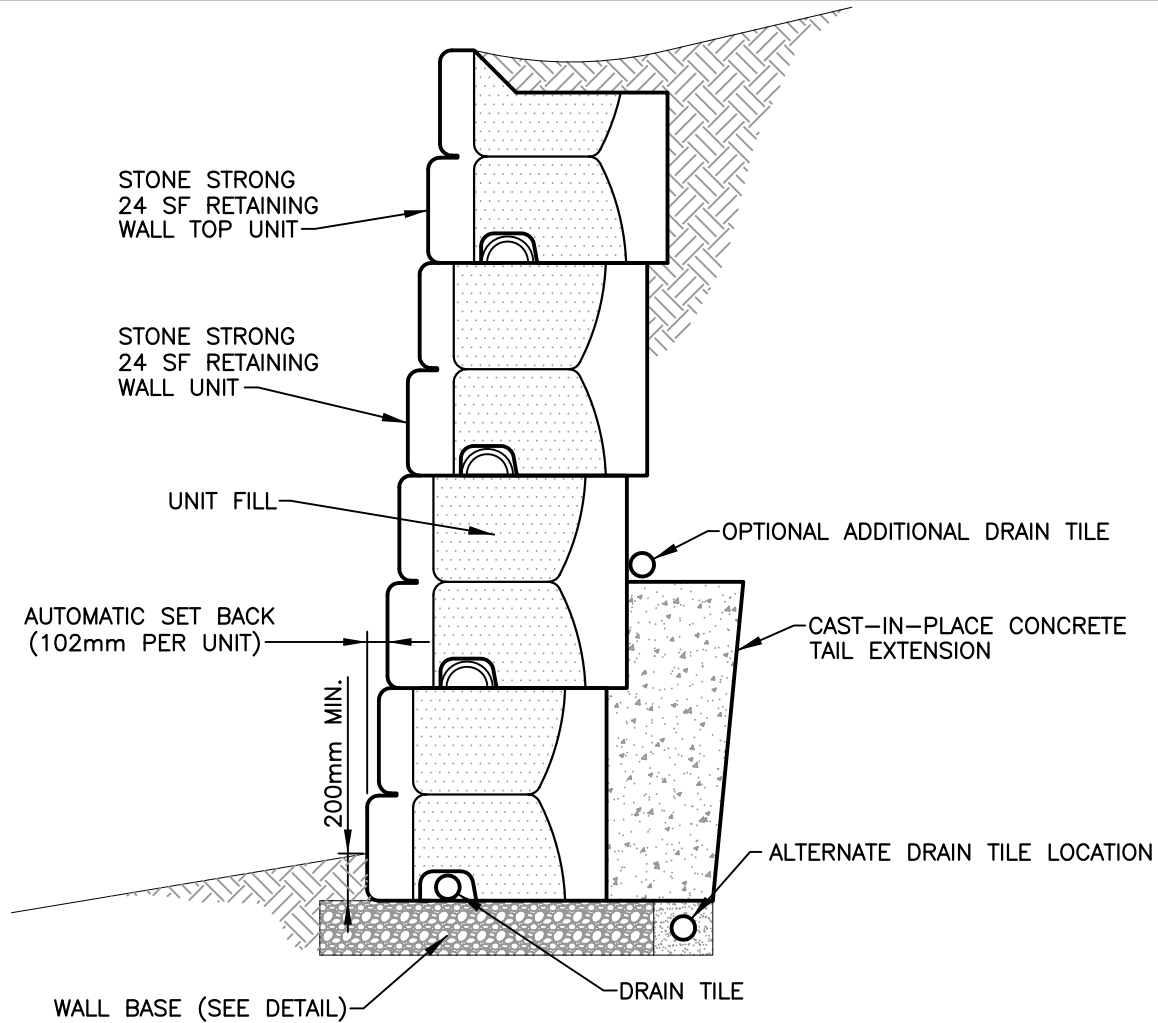 STONE STRONG
24 SF RETAINING
WALL TOP UNIT
STONE STRONG
24 SF RETAINING
WALL UNIT
UNIT FILL
OPTIONAL ADDITIONAL DRAIN TILE
AUTOMATIC SET BACK
(102mm PER UNIT)
CAST-IN-PLACE CONCRETE
TAIL EXTENSION
200mm MIN.
ALTERNATE DRAIN TILE LOCATION
DRAIN TILE
WALL BASE (SEE DETAIL)